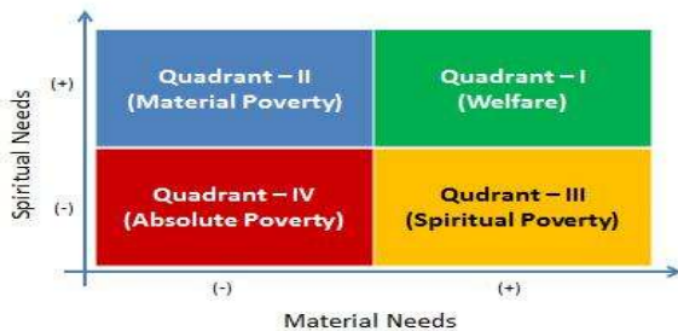 Spiritual Needs
(+)
Quadrant – II
(Material Poverty)
Quadrant – I
(Welfare)
(-)
Quadrant – IV
(Absolute Poverty)
Qudrant – III
(Spiritual Poverty)
(-)
(+)
Material Needs